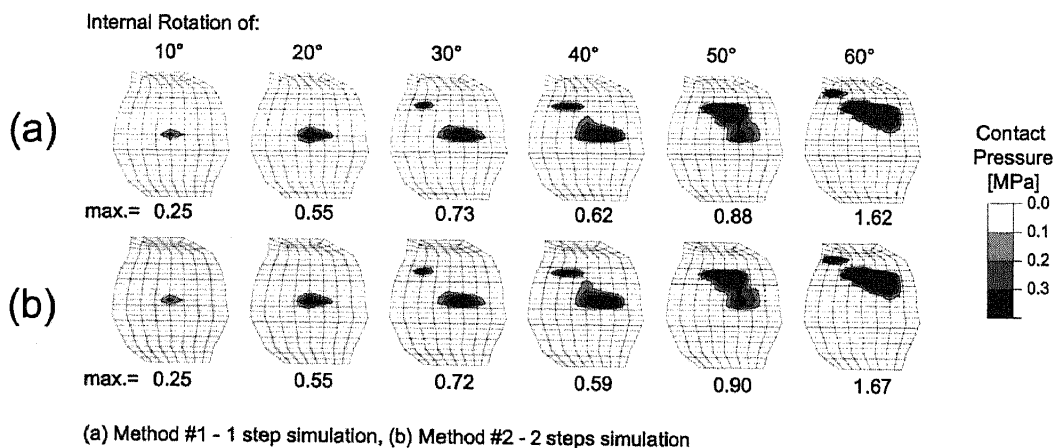 Internal Rotation of:
10° 20° 30° 40° 50° 60°
(a)
max.= 0.25 0.55 0.73 0.62 0.88 1.62
Contact
Pressure
[MPa]
0.0
0.1
0.2
0.3
(b)
max.= 0.25 0.55 0.72 0.59 0.90 1.67
(a) Method #1 - 1 step simulation, (b) Method #2 - 2 steps simulation